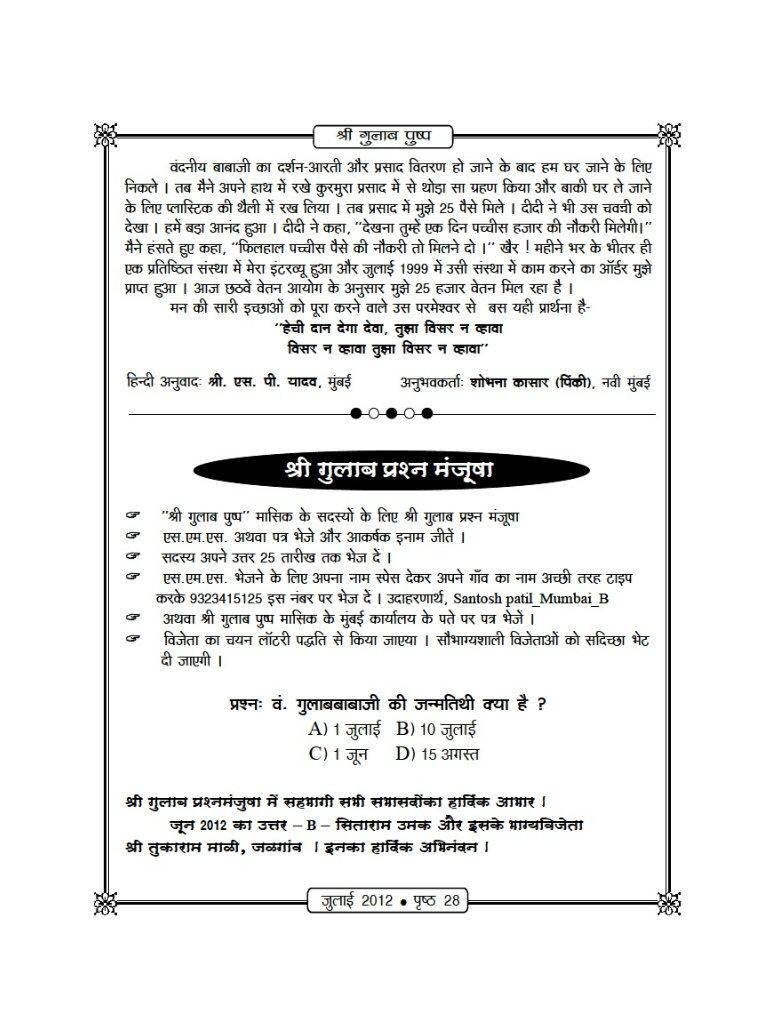 श्री गुलाब पुष्प
वंदनीय बाबाजी का दर्शन-आरती और प्रसाद वितरण हो जाने के बाद हम घर जाने के लिए
निकले । तब मैने अपने हाथ में रखे कुरमुरा प्रसाद में से थोड़ा सा ग्रहण किया और बाकी घर ले जाने
के लिए प्लास्टिक की थैली में रख लिया । तब प्रसाद में मुझे 25 पैसे मिले । दीदी ने भी उस चवन्नी को
देखा । हमें बड़ा आनंद हुआ । दीदी ने कहा, ''देखना तुम्हें एक दिन पच्चीस हजार की नौकरी मिलेगी।''
मैने हंसते हुए कहा, ''फिलहाल पच्चीस पैसे की नौकरी तो मिलने दो ।'' खैर ! महीने भर के भीतर ही
एक प्रतिष्ठित संस्था में मेरा इंटरव्यू हुआ और जुलाई 1999 में उसी संस्था में काम करने का ऑर्डर मुझे
प्राप्त हुआ । आज छठवें वेतन आयोग के अनुसार मुझे 25 हजार वेतन मिल रहा है ।
मन की सारी इच्छाओं को पूरा करने वाले उस परमेश्वर से बस यही प्रार्थना है-
''हेची दान देगा देवा, तुझा विसर न व्हावा
विसर न व्हावा तुझा विसर न व्हावा''
हिन्दी अनुवादः श्री. एस. पी. यादव, मुंबई अनुभवकर्ताः शोभना कासार (पिंकी), नवी मुंबई
श्री गुलाब प्रश्न मंजूषा
☞ ''श्री गुलाब पुष्प'' मासिक के सदस्यों के लिए श्री गुलाब प्रश्न मंजूषा
☞ एस.एम.एस. अथवा पत्र भेजे और आकर्षक इनाम जीतें ।
☞ सदस्य अपने उत्तर 25 तारीख तक भेज दें ।
☞ एस.एम.एस. भेजने के लिए अपना नाम स्पेस देकर अपने गाँव का नाम अच्छी तरह टाइप
करके 9323415125 इस नंबर पर भेज दें । उदाहरणार्थ, Santosh patil_Mumbai_B
☞ अथवा श्री गुलाब पुष्प मासिक के मुंबई कार्यालय के पते पर पत्र भेजें ।
☞ विजेता का चयन लॉटरी पद्धति से किया जाएया । सौभाग्यशाली विजेताओं को सदिच्छा भेट
दी जाएगी ।
प्रश्नः वं. गुलाबबाबाजी की जन्मतिथी क्या है ?
A) 1 जुलाई B) 10 जुलाई
C) 1 जून D) 15 अगस्त
श्री गुलाब प्रश्नमंजुषा में सहभागी सभी सभासदोंका हार्दिक आभार ।
जून 2012 का उत्तर – B – सिताराम उमक और इसके भाग्यविजेता
श्री तुकाराम माळी, जळगांव । इनका हार्दिक अभिनंदन ।
जुलाई 2012 ● पृष्ठ 28